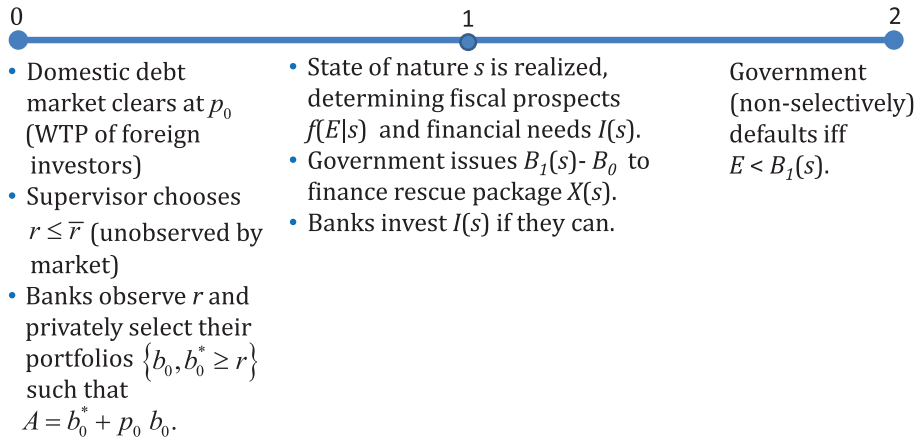 0
1
2
• Domestic debt
market clears at p₀
(WTP of foreign
investors)
• Supervisor chooses
r ≤ r̅ (unobserved by
market)
• Banks observe r and
privately select their
portfolios {b₀, b₀* ≥ r}
such that
A = b₀* + p₀ b₀.
• State of nature s is realized,
determining fiscal prospects
f(E|s) and financial needs I(s).
• Government issues B₁(s)- B₀ to
finance rescue package X(s).
• Banks invest I(s) if they can.
Government
(non-selectively)
defaults iff
E < B₁(s).